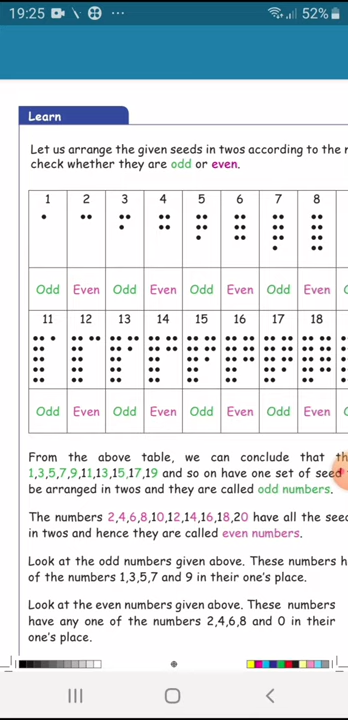 19:25 52%
Learn
Let us arrange the given seeds in twos according to the
check whether they are odd or even.
1 2 3 4 5 6 7 8
Odd Even Odd Even Odd Even Odd Even
11 12 13 14 15 16 17 18
Odd Even Odd Even Odd Even Odd Even
From the above table, we can conclude that
1,3,5,7,9,11,13,15,17,19 and so on have one set of seed
be arranged in twos and they are called odd numbers.
The numbers 2,4,6,8,10,12,14,16,18,20 have all the
in twos and hence they are called even numbers.
Look at the odd numbers given above. These numbers
of the numbers 1,3,5,7 and 9 in their one's place.
Look at the even numbers given above. These numbers
have any one of the numbers 2,4,6,8 and 0 in their
one's place.